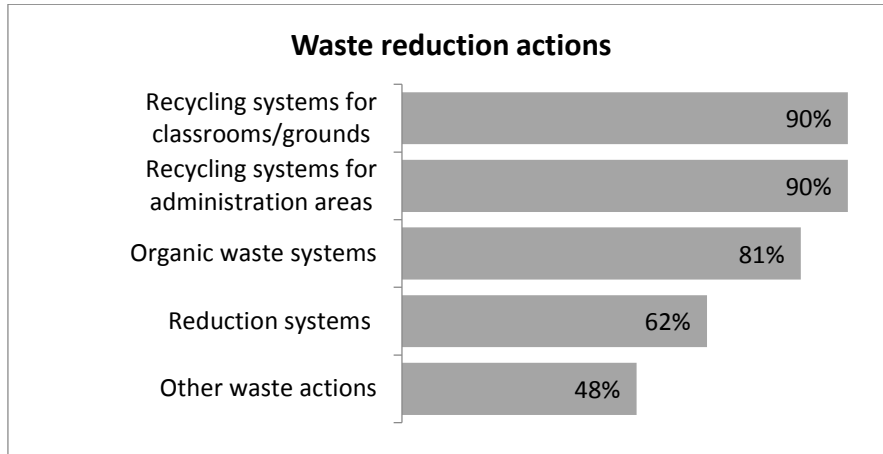 Waste reduction actions
Recycling systems for
classrooms/grounds
90%
Recycling systems for
administration areas
90%
Organic waste systems
81%
Reduction systems
62%
Other waste actions
48%